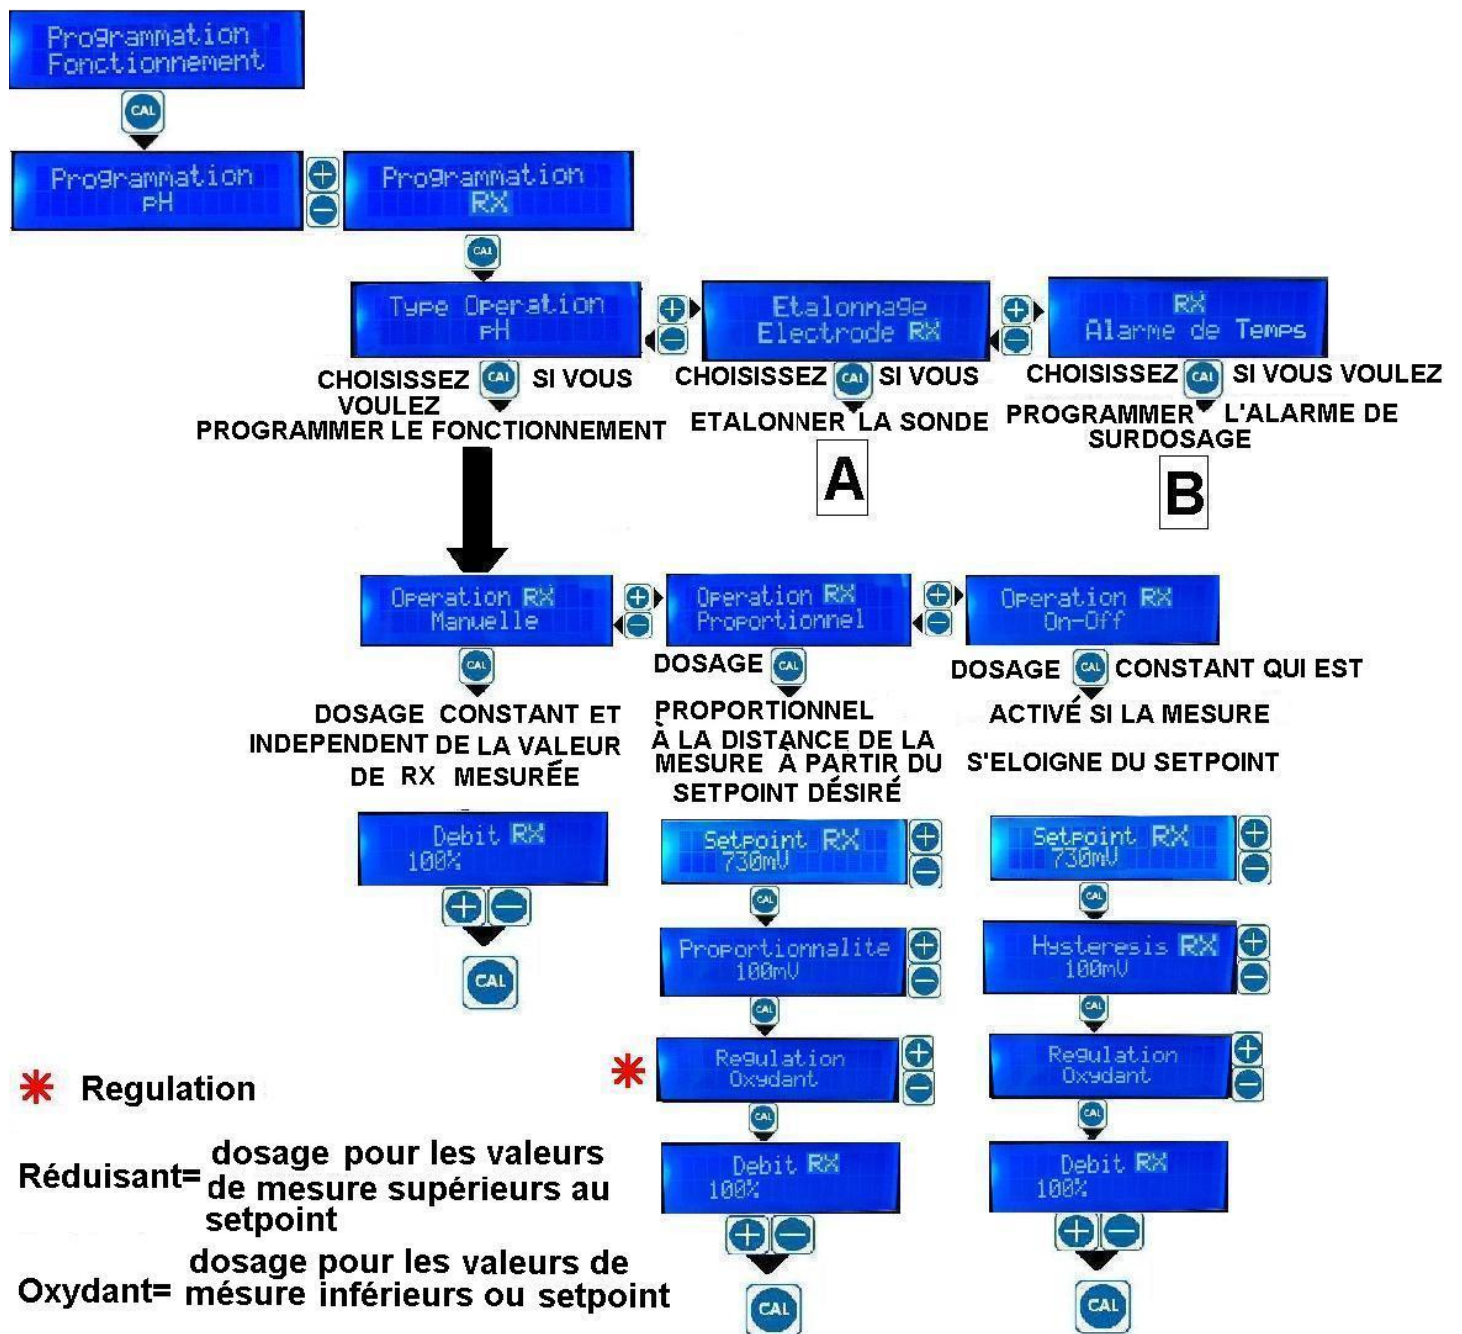 Programmation
Fonctionnement
CAL
Programmation
pH
+
−
Programmation
RX
CAL
Type Operation
pH
+
−
Etalonnage
Electrode RX
+
−
RX
Alarme de Temps
CHOISISSEZ CAL SI VOUS
VOULEZ
PROGRAMMER LE FONCTIONNEMENT
CHOISISSEZ CAL SI VOUS
ETALONNER LA SONDE
A
CHOISISSEZ CAL SI VOUS VOULEZ
PROGRAMMER L'ALARME DE
SURDOSAGE
B
Operation RX
Manuelle
+
−
Operation RX
Proportionnel
+
−
Operation RX
On-Off
CAL
DOSAGE CONSTANT ET
INDEPENDENT DE LA VALEUR
DE RX MESURÉE
DOSAGE CAL
PROPORTIONNEL
À LA DISTANCE DE LA
MESURE À PARTIR DU
SETPOINT DÉSIRÉ
DOSAGE CAL CONSTANT QUI EST
ACTIVÉ SI LA MESURE
S'ELOIGNE DU SETPOINT
Debit RX
100%
+ −
CAL
Setpoint RX
730mV
+
−
CAL
Proportionnalite
100mV
+
−
CAL
Regulation
Oxydant
+
−
CAL
Debit RX
100%
+ −
CAL
Setpoint RX
730mV
+
−
CAL
Hysteresis RX
100mV
+
−
CAL
Regulation
Oxydant
+
−
CAL
Debit RX
100%
+ −
CAL
* Regulation
*
Réduisant= dosage pour les valeurs
de mesure supérieurs au
setpoint
Oxydant= dosage pour les valeurs de
mésure inférieurs ou setpoint